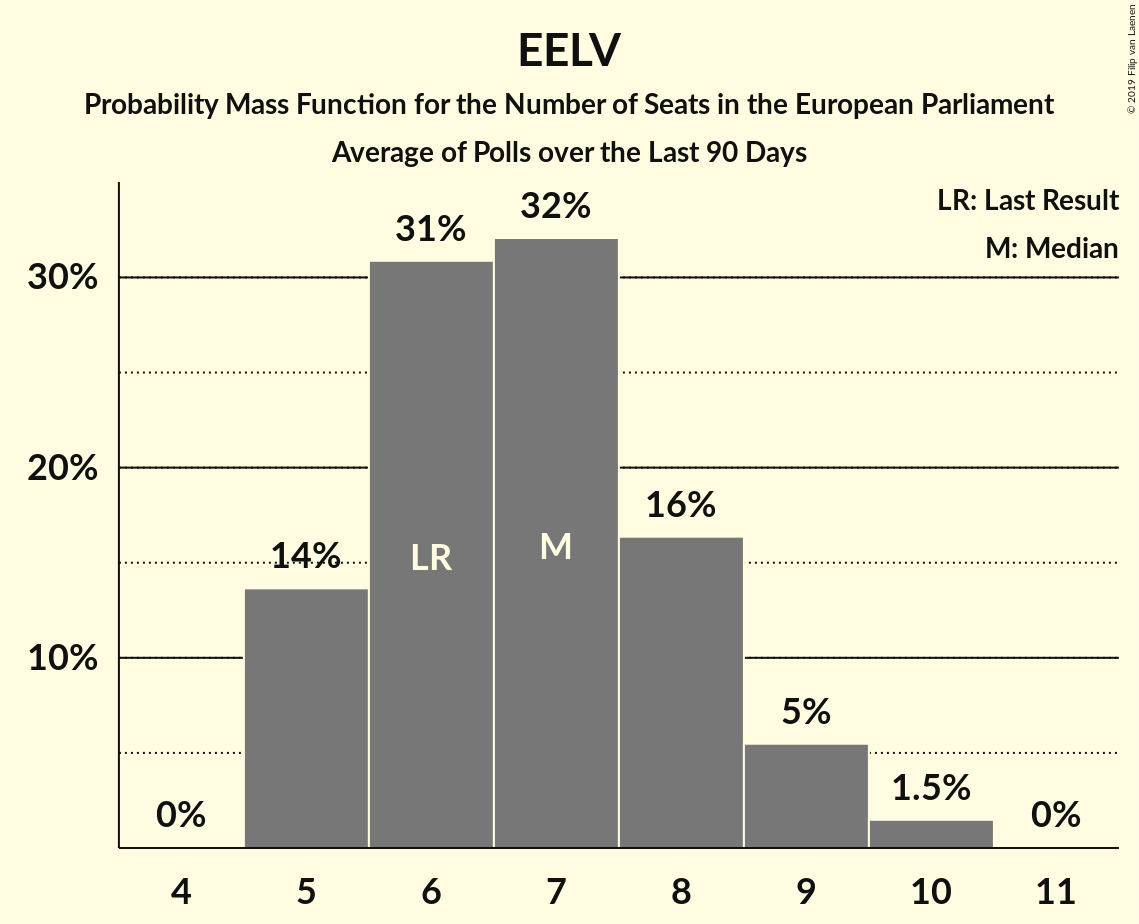 EELV
Probability Mass Function for the Number of Seats in the European Parliament
Average of Polls over the Last 90 Days
© 2019 Filip van Laenen
LR: Last Result
M: Median
30%
20%
10%
0%
14%
31%
32%
16%
5%
1.5%
0%
LR
M
4 5 6 7 8 9 10 11